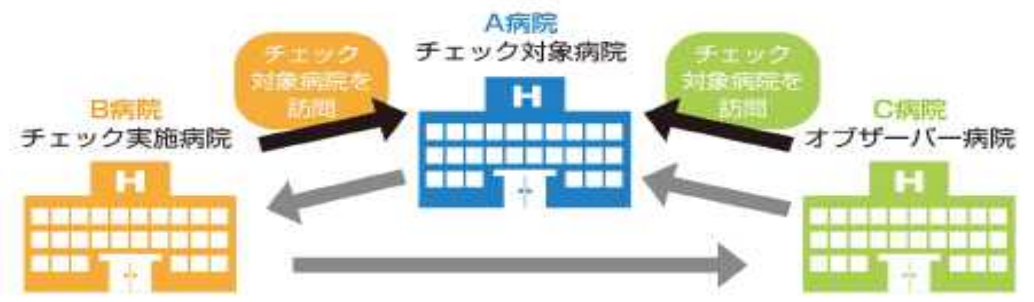 A病院
チェック対象病院
チェック
対象病院を
訪問
チェック
対象病院を
訪問
B病院
チェック実施病院
C病院
オブザーバー病院
H
H
H